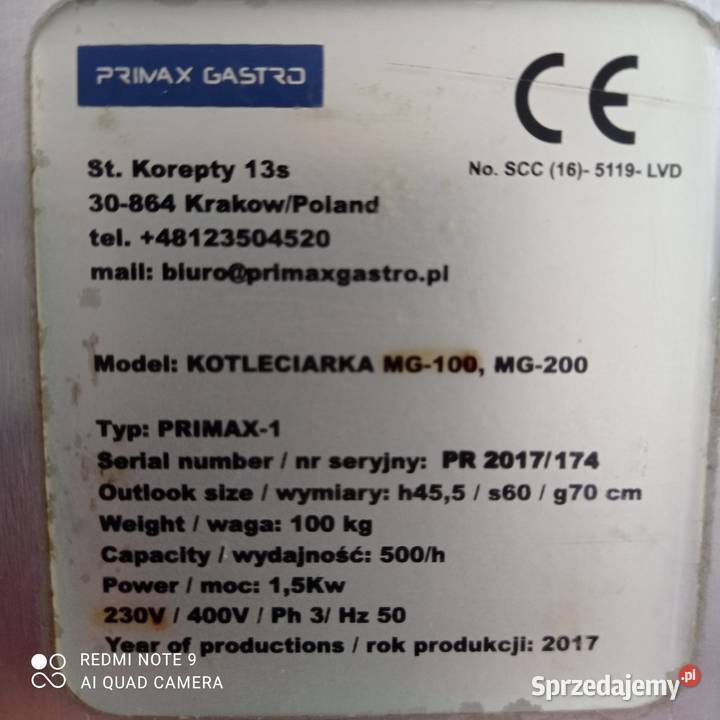 PRIMAX GASTRO
CE
St. Korepty 13s
No. SCC (16)- 5119- LVD
30-864 Krakow/Poland
tel. +48123504520
mail: biuro@primaxgastro.pl
Model: KOTLECIARKA MG-100, MG-200
Typ: PRIMAX-1
Serial number / nr seryjny: PR 2017/174
Outlook size / wymiary: h45,5 / s60 / g70 cm
Weight / waga: 100 kg
Capacity / wydajność: 500/h
Power / moc: 1,5Kw
230V / 400V / Ph 3/ Hz 50
Year of productions / rok produkcji: 2017
REDMI NOTE 9
AI QUAD CAMERA
Sprzedajemy.pl